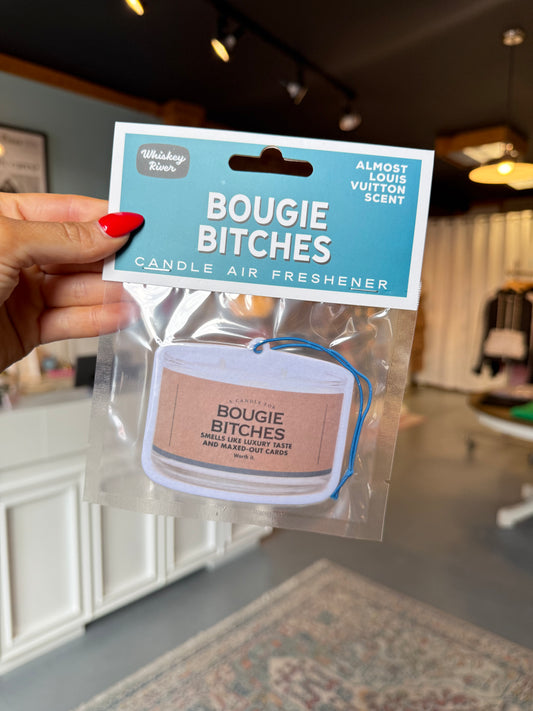 Whiskey
River
ALMOST
LOUIS
VUITTON
SCENT
BOUGIE
BITCHES
CANDLE AIR FRESHENER
A CANDLE FOR
BOUGIE
BITCHES
SMELLS LIKE LUXURY TASTE
AND MAXED-OUT CARDS
Worth it.